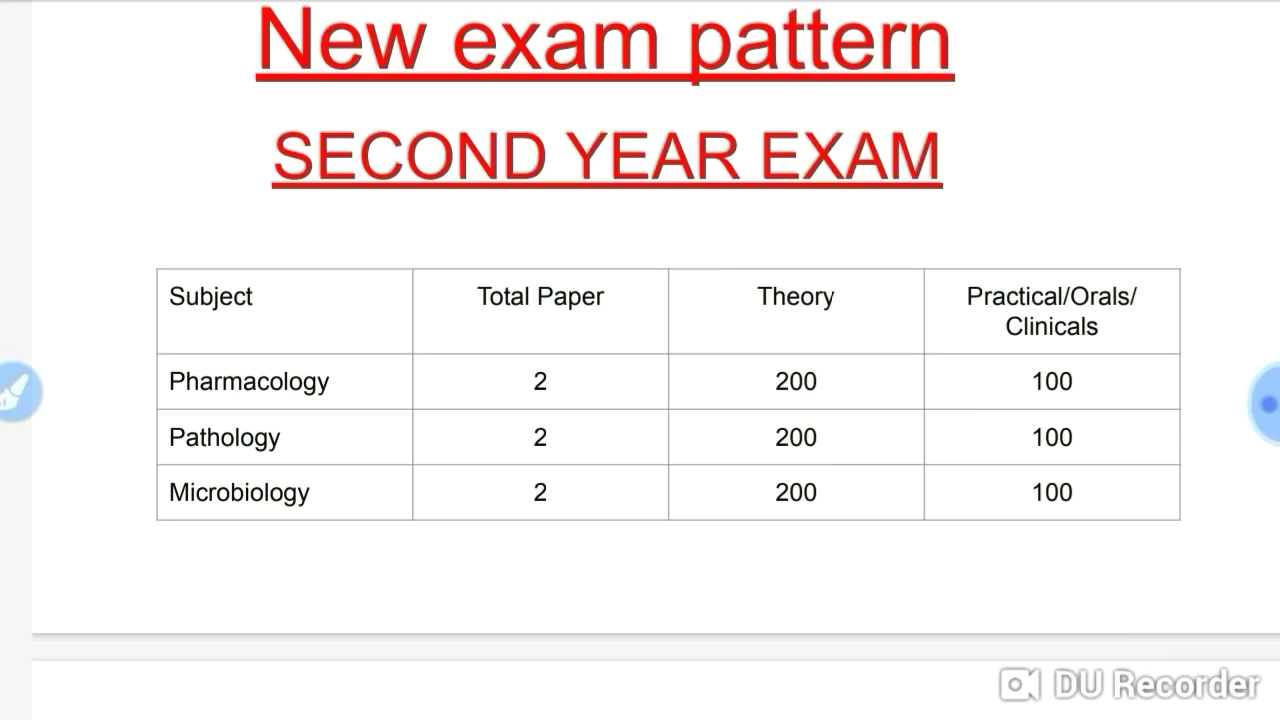 New exam pattern
SECOND YEAR EXAM
Subject Total Paper Theory Practical/Orals/
Clinicals
Pharmacology 2 200 100
Pathology 2 200 100
Microbiology 2 200 100
DU Recorder